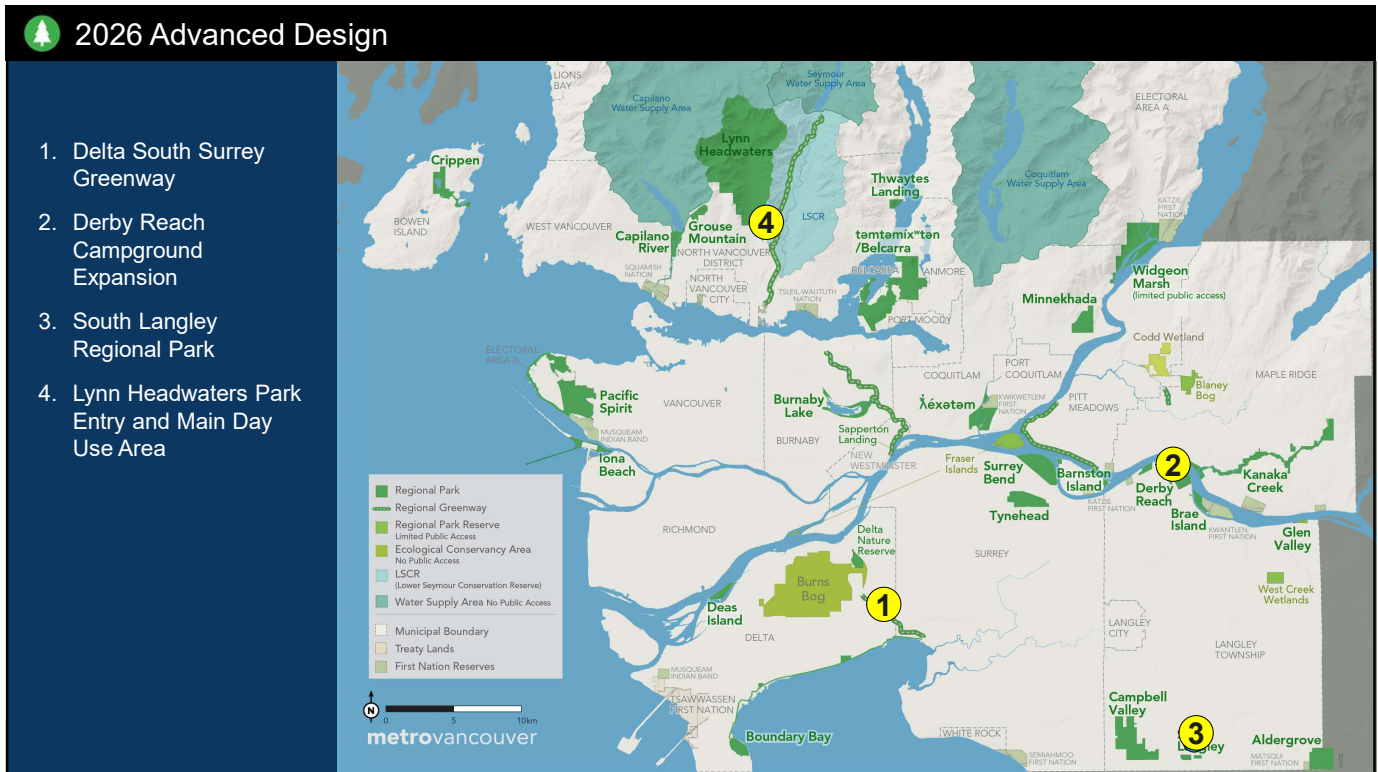 2026 Advanced Design
1. Delta South Surrey
Greenway
2. Derby Reach
Campground
Expansion
3. South Langley
Regional Park
4. Lynn Headwaters Park
Entry and Main Day
Use Area
LIONS
BAY
Capilano
Water Supply Area
Seymour
Water Supply Area
ELECTORAL
AREA A
Lynn
Headwaters
Crippen
Thwaytes
Landing
Coquitlam
Water Supply Area
KATZIE
FIRST
NATION
BOWEN
ISLAND
WEST VANCOUVER
4
LSCR
Capilano
River
Grouse
Mountain
NORTH VANCOUVER
DISTRICT
təmtəmíxʷtən
/Belcarra
SQUAMISH
NATION
NORTH
VANCOUVER
CITY
TSLEIL-WAUTUTH
NATION
BELCARRA
ANMORE
PORT MOODY
Widgeon
Marsh
(limited public access)
Minnekhada
Codd Wetland
ELECTORAL
AREA A
COQUITLAM
PORT
COQUITLAM
MAPLE RIDGE
Blaney
Bog
Pacific
Spirit
VANCOUVER
Burnaby
Lake
ƛ̓éxətəm
KWIKWETLEM
FIRST
NATION
PITT
MEADOWS
MUSQUEAM
INDIAN BAND
BURNABY
Sapperton
Landing
NEW
WESTMINSTER
Iona
Beach
Fraser
Islands
Surrey
Bend
Barnston
Island
2
Derby
Reach
Kanaka
Creek
KATZIE
FIRST NATION
Brae
Island
KWANTLEN
FIRST NATION
Glen
Valley
Tynehead
RICHMOND
Delta
Nature
Reserve
SURREY
Burns
Bog
1
West Creek
Wetlands
Deas
Island
DELTA
LANGLEY
CITY
LANGLEY
TOWNSHIP
MUSQUEAM
INDIAN BAND
TSAWWASSEN
FIRST NATION
Boundary Bay
Campbell
Valley
3
WHITE ROCK
SEMIAHMOO
FIRST NATION
Aldergrove
MATSQUI
FIRST NATION
Regional Park
Regional Greenway
Regional Park Reserve
Limited Public Access
Ecological Conservancy Area
No Public Access
LSCR
(Lower Seymour Conservation Reserve)
Water Supply Area No Public Access
Municipal Boundary
Treaty Lands
First Nation Reserves
N
0 5 10km
metrovancouver